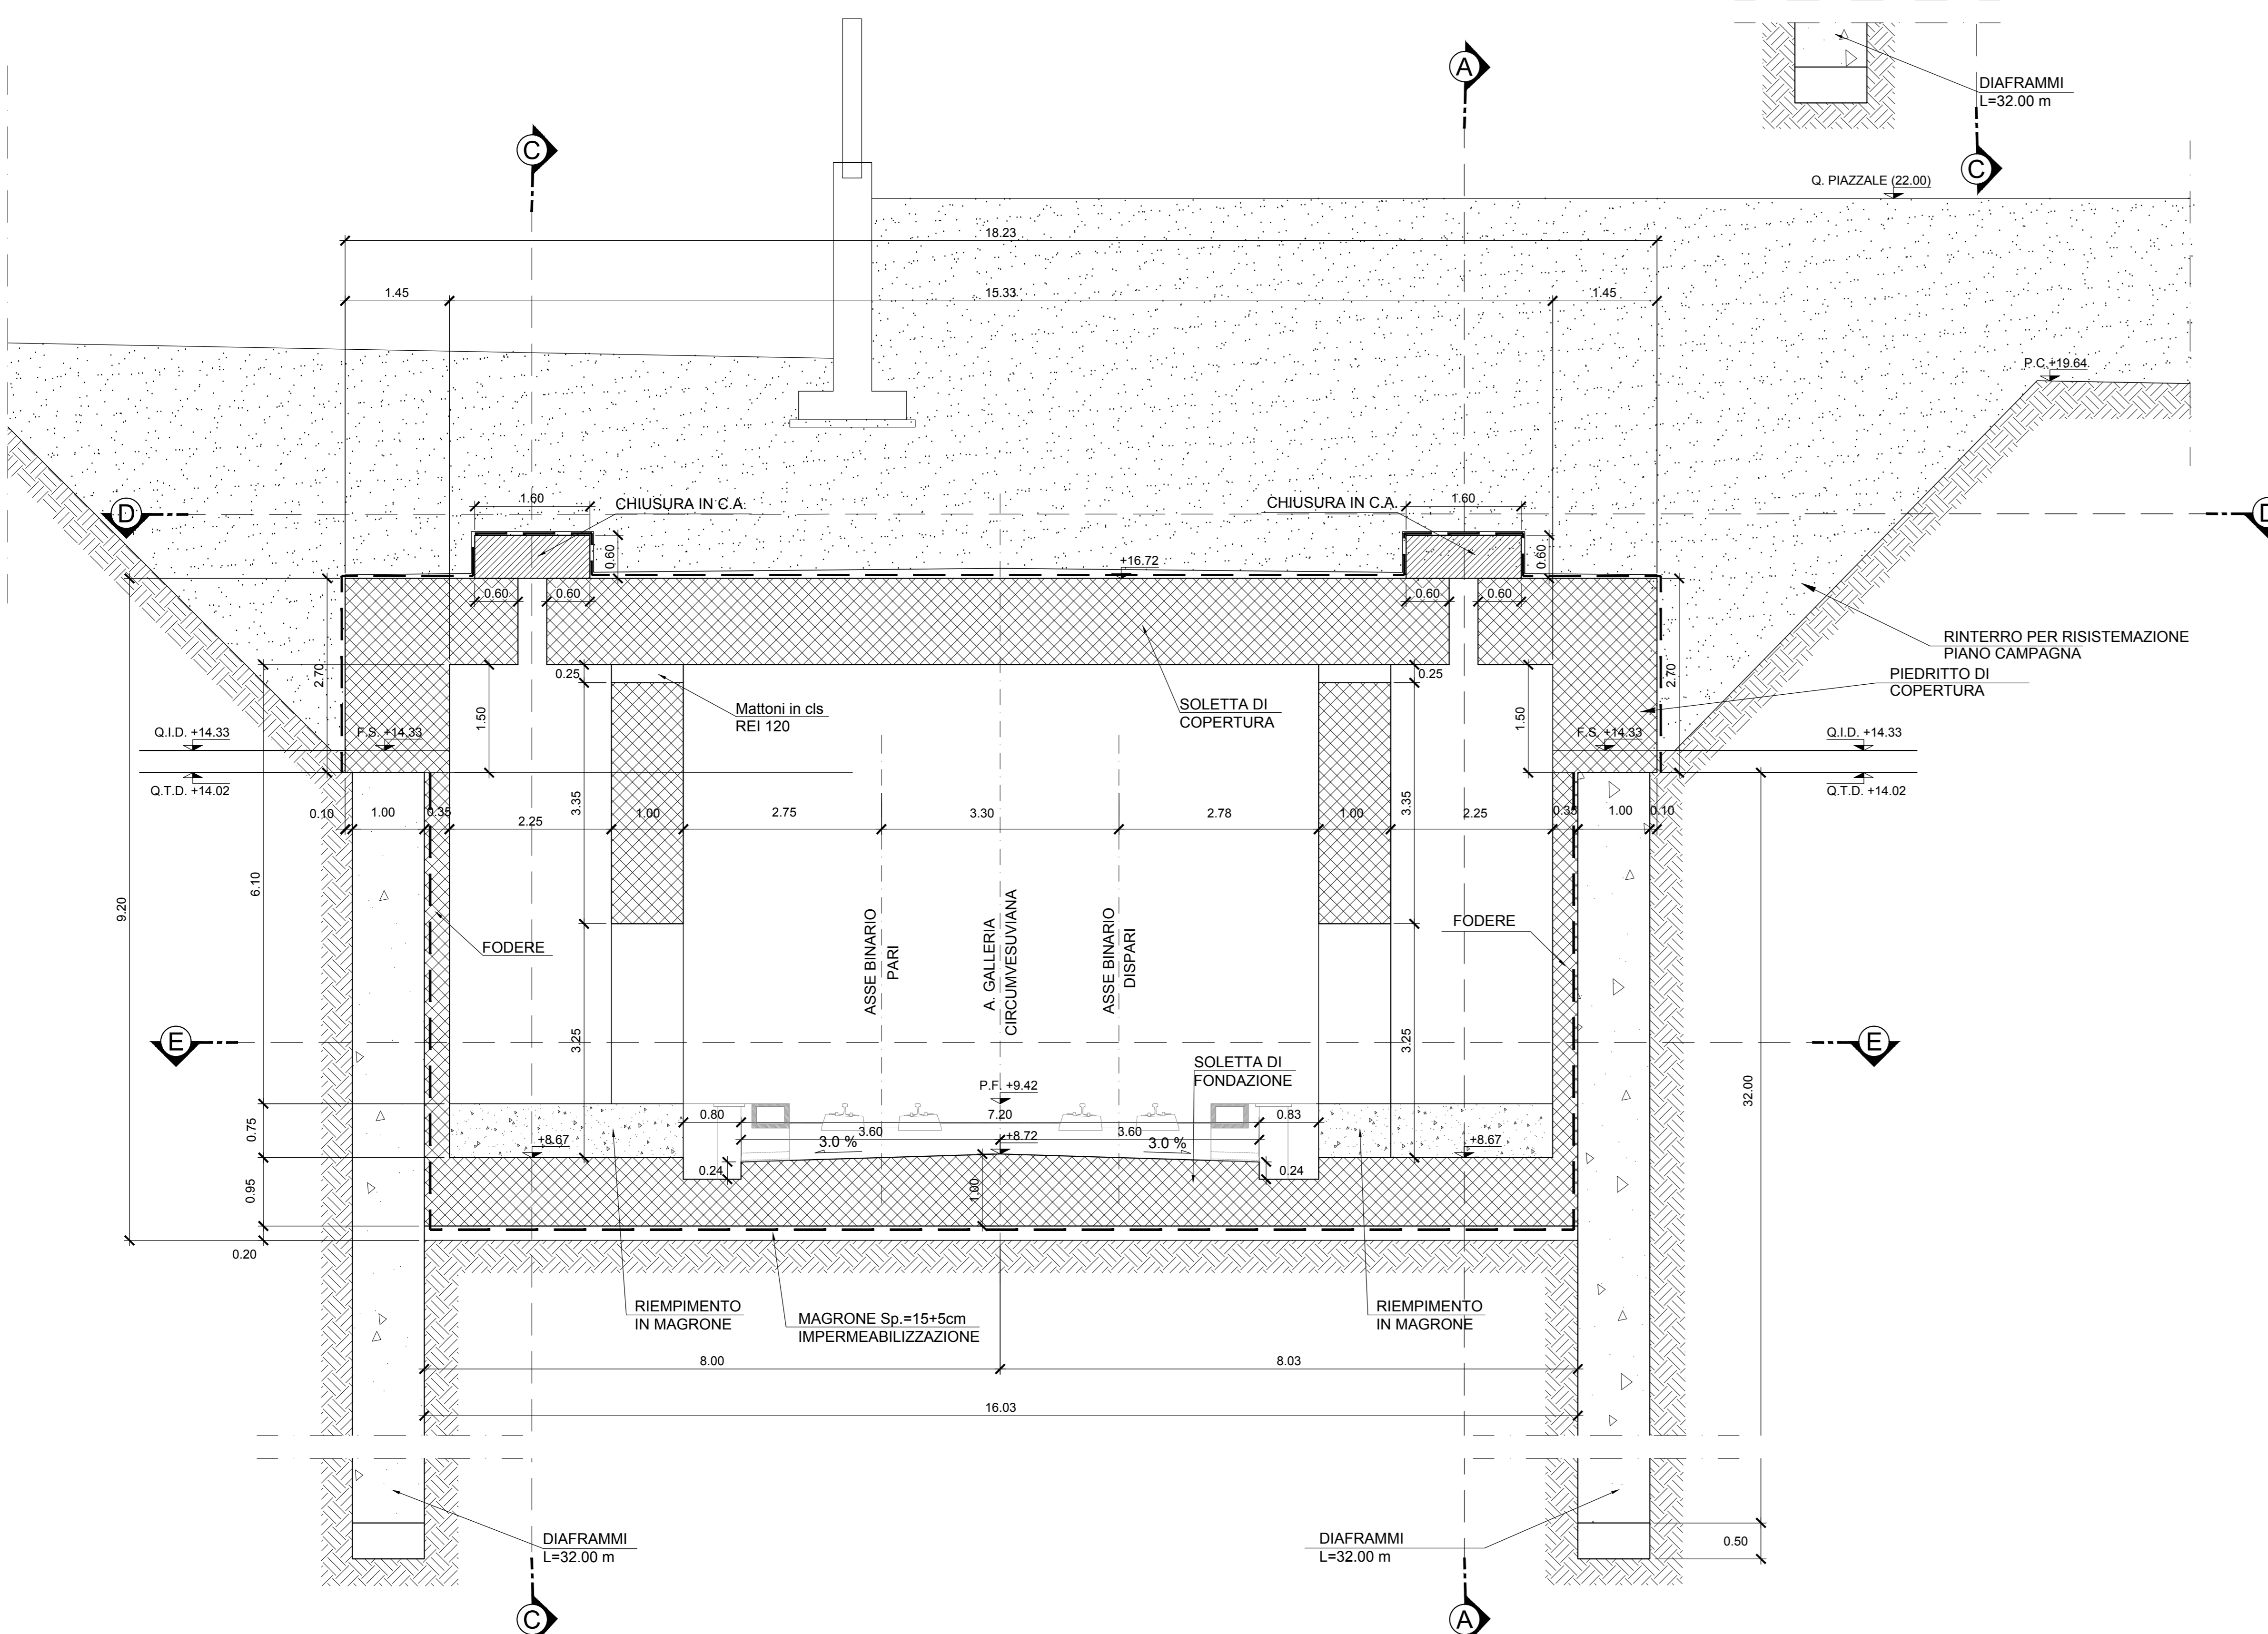 A
DIAFRAMMI
L=32.00 m
C
C
Q. PIAZZALE (22.00)
18.23
1.45
15.33
1.45
P.C.+19.64
D
1.60
CHIUSURA IN C.A.
CHIUSURA IN C.A.
1.60
D
0.60
+16.72
0.60
0.60
0.60
0.60
0.60
RINTERRO PER RISISTEMAZIONE
PIANO CAMPAGNA
2.70
0.25
0.25
2.70
PIEDRITTO DI
COPERTURA
Mattoni in cls
REI 120
SOLETTA DI
COPERTURA
1.50
1.50
Q.I.D. +14.33
F.S. +14.33
F.S. +14.33
Q.I.D. +14.33
Q.T.D. +14.02
Q.T.D. +14.02
3.35
3.35
0.10
1.00
0.35
2.25
1.00
2.75
3.30
2.78
1.00
2.25
0.35
1.00
0.10
6.10
9.20
FODERE
ASSE BINARIO
PARI
A. GALLERIA
CIRCUMVESUVIANA
ASSE BINARIO
DISPARI
FODERE
E
3.25
3.25
E
SOLETTA DI
FONDAZIONE
P.F. +9.42
32.00
0.80
7.20
0.83
0.75
3.60
3.60
+8.67
3.0 %
+8.72
3.0 %
+8.67
0.24
0.24
0.95
1.00
0.20
RIEMPIMENTO
IN MAGRONE
MAGRONE Sp.=15+5cm
IMPERMEABILIZZAZIONE
RIEMPIMENTO
IN MAGRONE
8.00
8.03
16.03
DIAFRAMMI
L=32.00 m
DIAFRAMMI
L=32.00 m
0.50
C
A